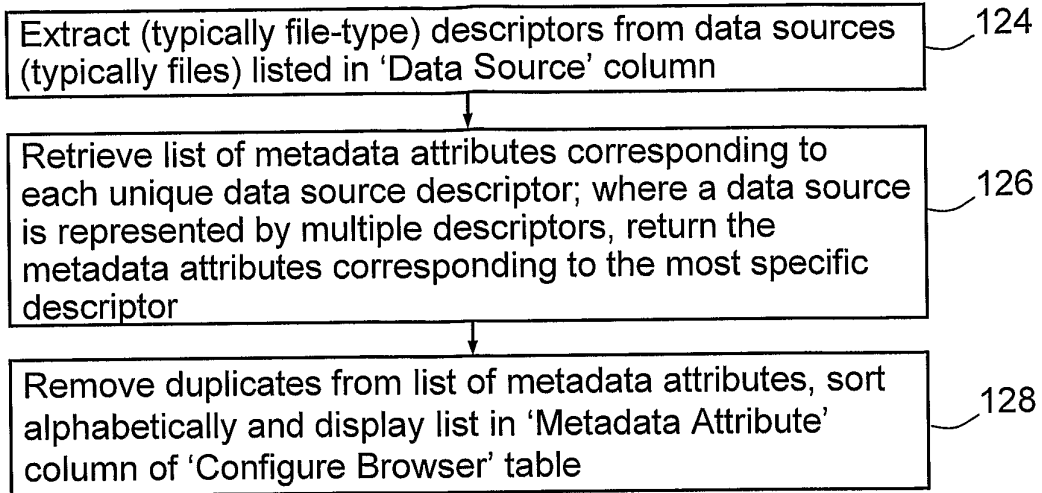 Extract (typically file-type) descriptors from data sources
(typically files) listed in ‘Data Source’ column
124
Retrieve list of metadata attributes corresponding to
each unique data source descriptor; where a data source
is represented by multiple descriptors, return the
metadata attributes corresponding to the most specific
descriptor
126
Remove duplicates from list of metadata attributes, sort
alphabetically and display list in ‘Metadata Attribute’
column of ‘Configure Browser’ table
128